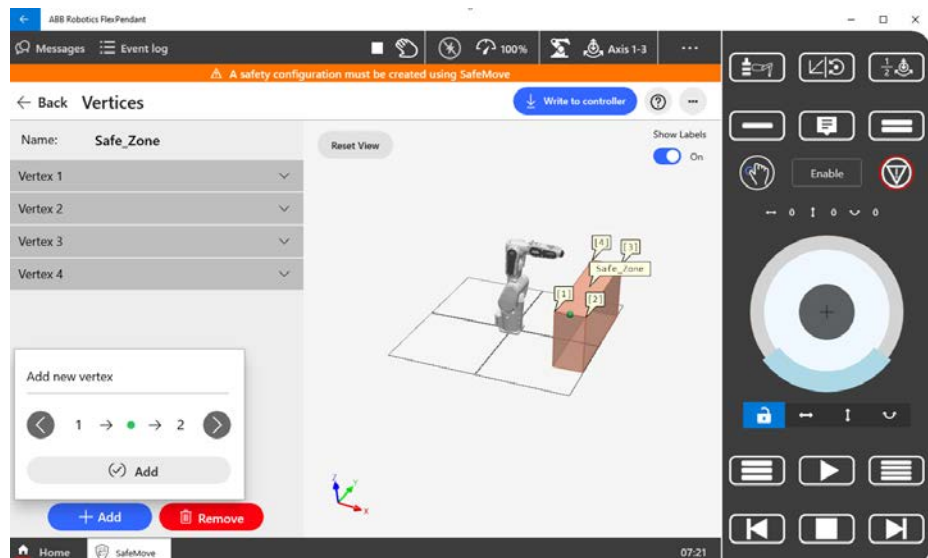 ABB Robotics FlexPendant
Messages Event log 100% Axis 1-3 ...
A safety configuration must be created using SafeMove
Back Vertices Write to controller
Name: Safe_Zone
Reset View
Show Labels
On
Vertex 1
Vertex 2
Vertex 3
Vertex 4
[4] [3]
Safe_Zone
[1] [2]
Add new vertex
1 → ● → 2
Add
+ Add Remove
Z Y
X
Home SafeMove 07:21
1
2
Enable
0 0 0